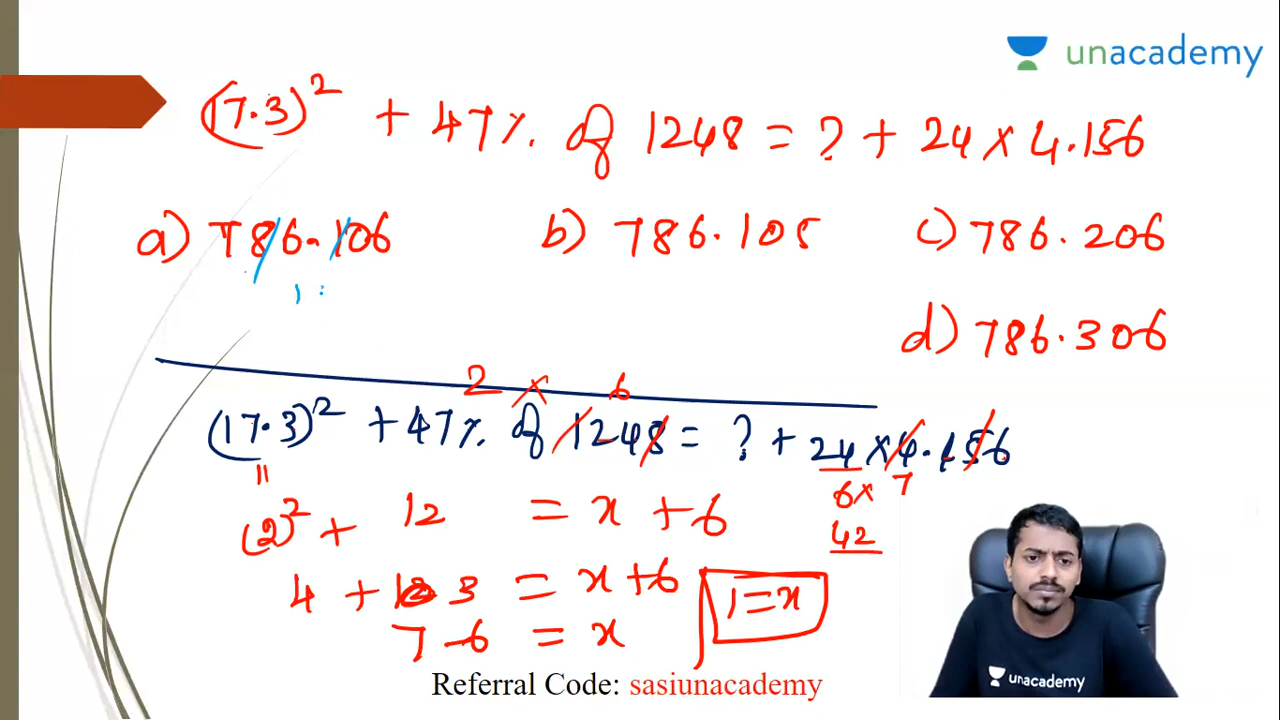 unacademy
(17.3)² + 47%. of 1248 = ? + 24 × 4.156
a) 786.106 b) 786.105 c) 786.206
1
d) 786.306
2 × 6
(17.3)² + 47%. of 1248 = ? + 24 × 4.156
11 6× 7
(2)² + 12 = x + 6 42
4 + 3 = x + 6 1 = x
7 - 6 = x
unacademy
Referral Code: sasiunacademy